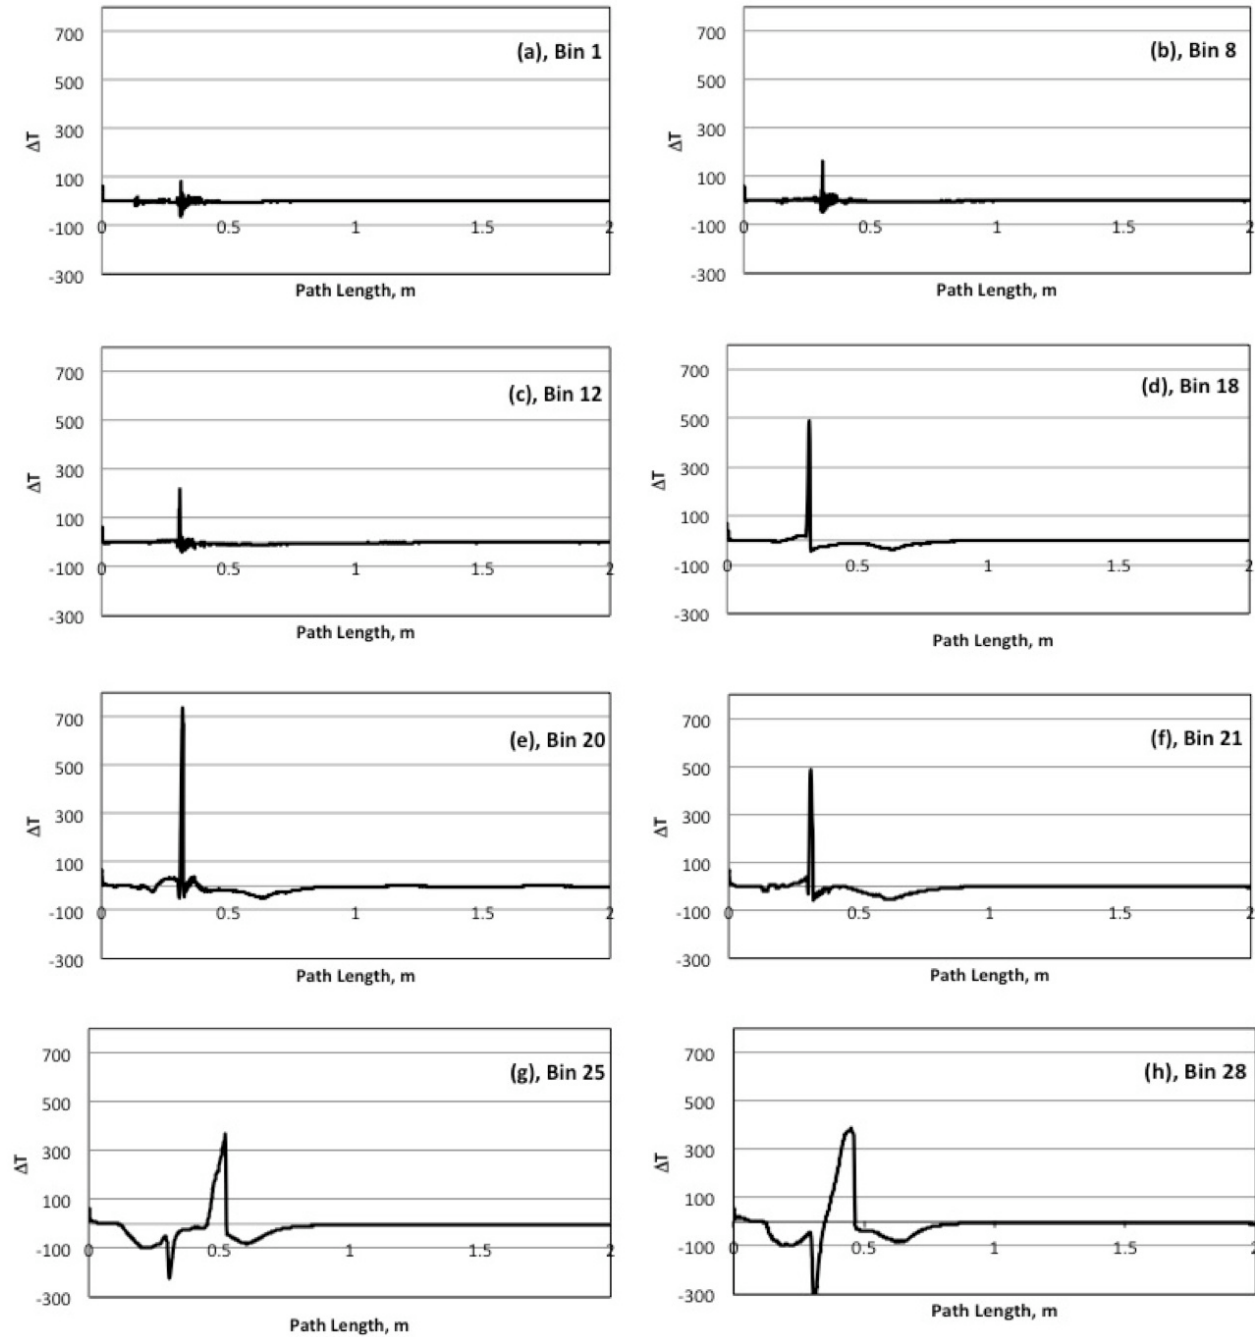 700
(a), Bin 1
500
300
ΔT
100
-100
0 0.5 1 1.5 2
-300
Path Length, m
700
(b), Bin 8
500
300
ΔT
100
-100
0 0.5 1 1.5 2
-300
Path Length, m
700
(c), Bin 12
500
300
ΔT
100
-100
0 0.5 1 1.5 2
-300
Path Length, m
700
(d), Bin 18
500
300
ΔT
100
-100
0 0.5 1 1.5 2
-300
Path Length, m
700
(e), Bin 20
500
300
ΔT
100
-100
0 0.5 1 1.5 2
-300
Path Length, m
700
(f), Bin 21
500
300
ΔT
100
-100
0 0.5 1 1.5 2
-300
Path Length, m
700
(g), Bin 25
500
300
ΔT
100
-100
0 0.5 1 1.5 2
-300
Path Length, m
700
(h), Bin 28
500
300
ΔT
100
-100
0 0.5 1 1.5 2
-300
Path Length, m